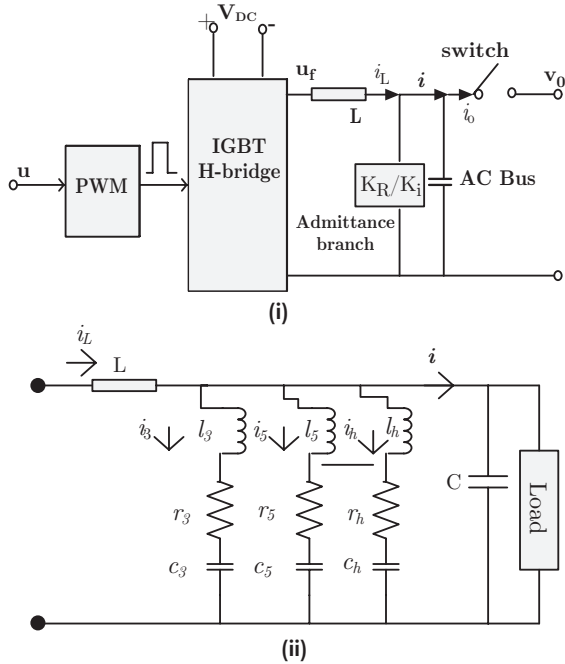 + V_DC -
u_f
i_L
i
switch
v_0
L
i_o
IGBT
H-bridge
u
PWM
K_R/K_i
AC Bus
Admittance
branch
(i)
i_L
L
i
i_3
l_3
i_5
l_5
i_h
l_h
r_3
r_5
r_h
C
Load
c_3
c_5
c_h
(ii)